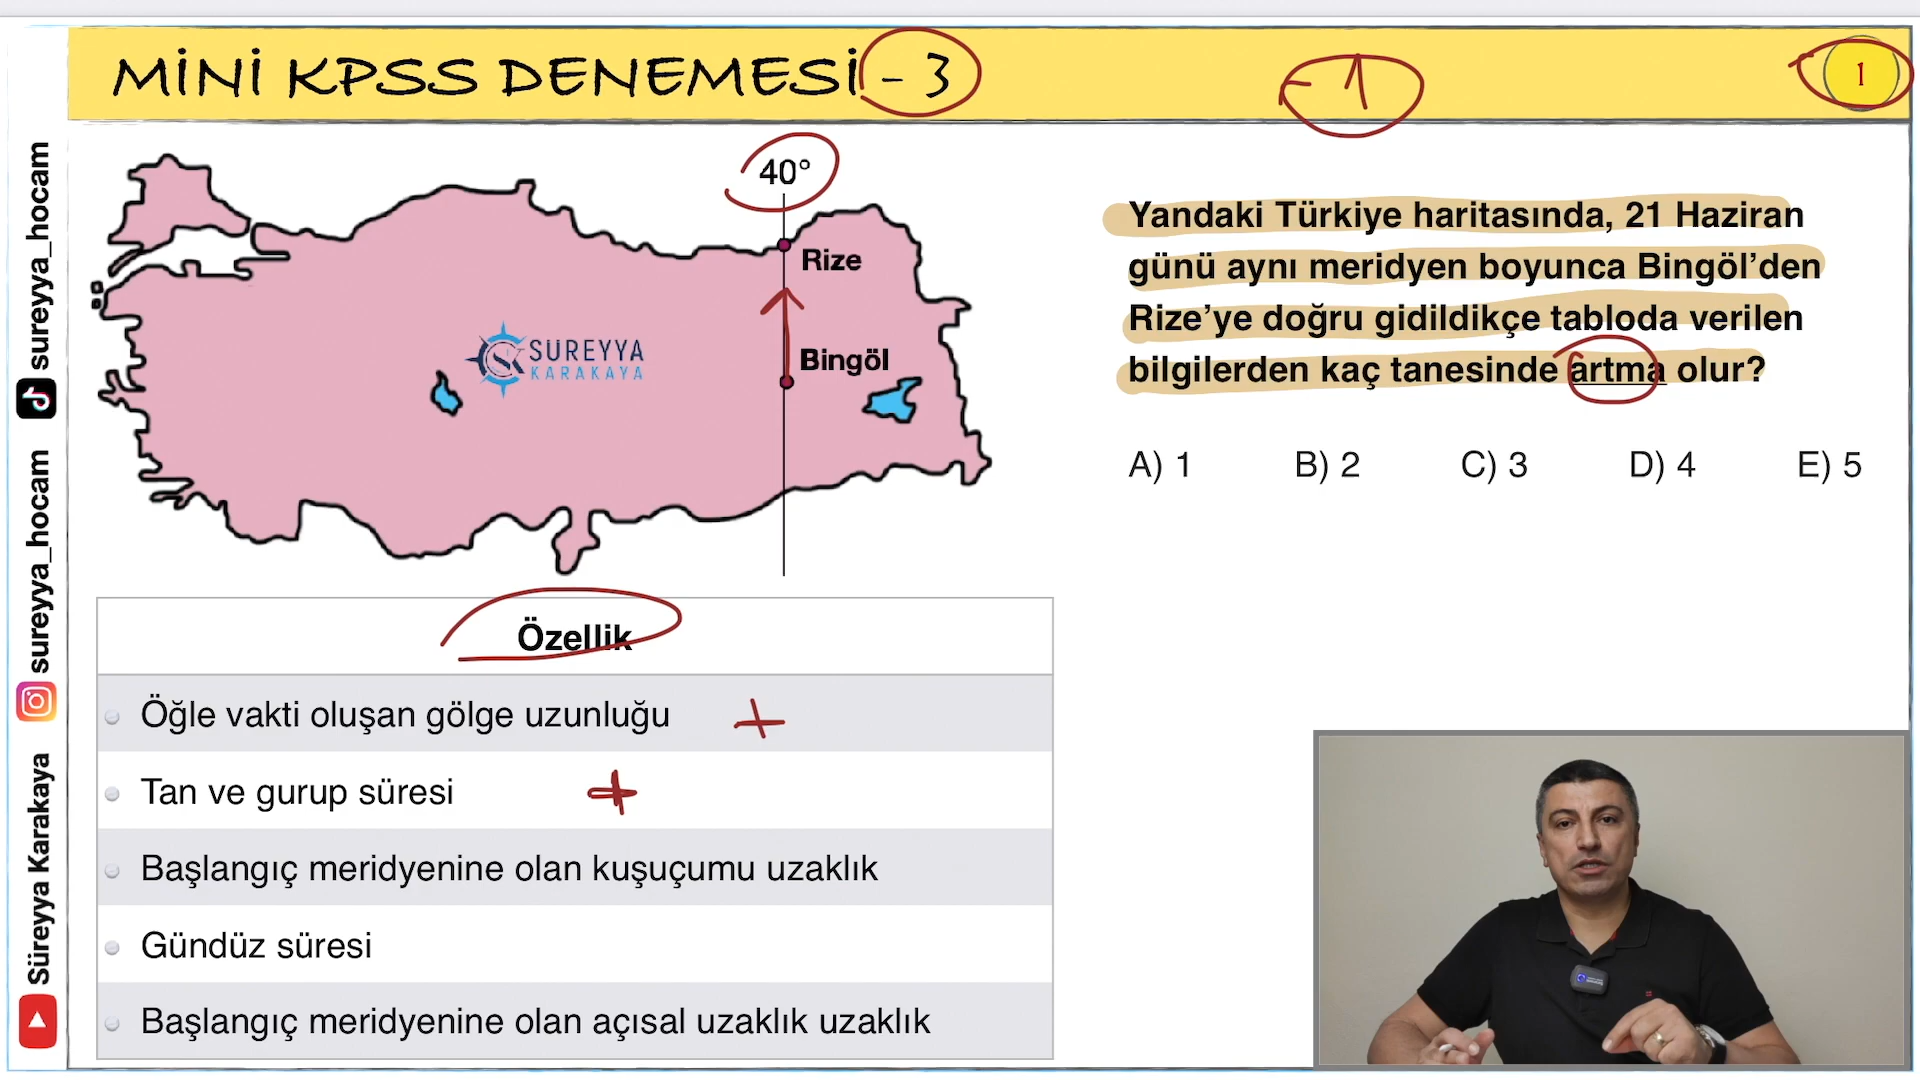 MİNİ KPSS DENEMESİ - 3
1
1
sureyya_hocam
sureyya_hocam
Süreyya Karakaya
40°
Rize
Bingöl
SK
SÜREYYA
KARAKAYA
Yandaki Türkiye haritasında, 21 Haziran
günü aynı meridyen boyunca Bingöl’den
Rize’ye doğru gidildikçe tabloda verilen
bilgilerden kaç tanesinde artma olur?
A) 1 B) 2 C) 3 D) 4 E) 5
Özellik
Öğle vakti oluşan gölge uzunluğu +
Tan ve gurup süresi +
Başlangıç meridyenine olan kuşuçumu uzaklık
Gündüz süresi
Başlangıç meridyenine olan açısal uzaklık uzaklık